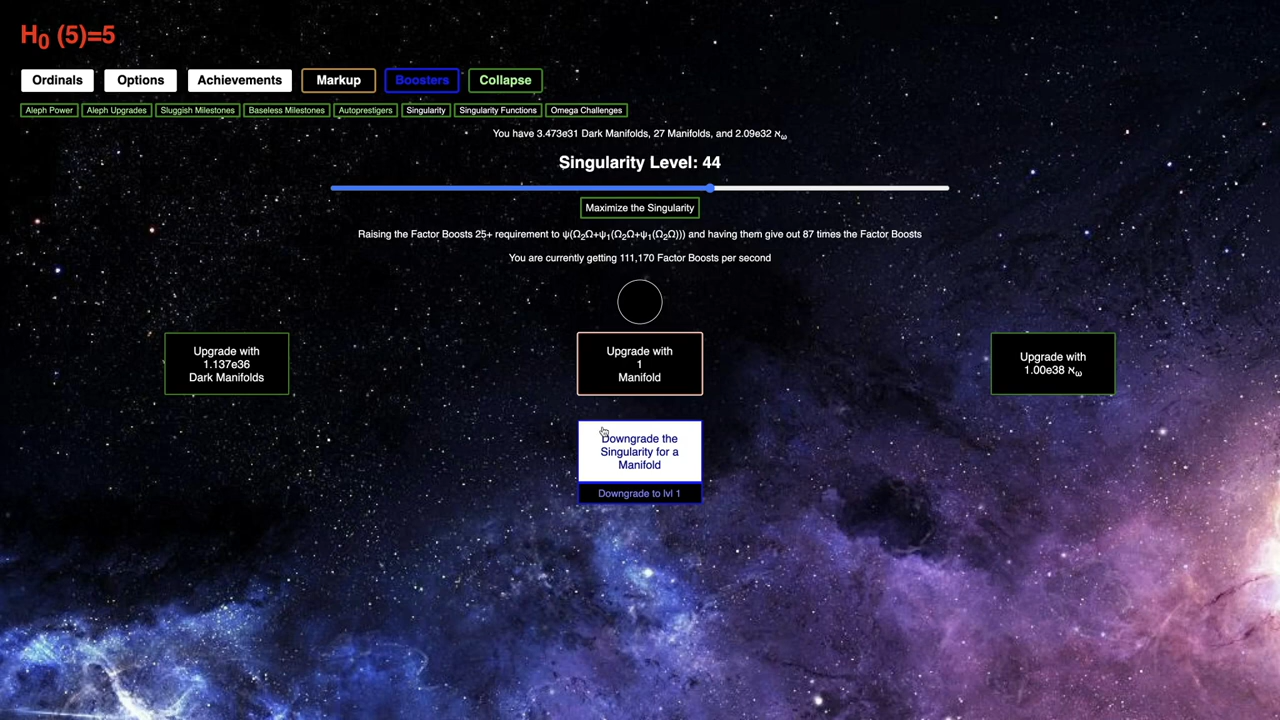 H₀ (5)=5
Ordinals Options Achievements Markup Boosters Collapse
Aleph Power Aleph Upgrades Sluggish Milestones Baseless Milestones Autoprestigers Singularity Singularity Functions Omega Challenges
You have 3.473e31 Dark Manifolds, 27 Manifolds, and 2.09e32 ℵω
Singularity Level: 44
Maximize the Singularity
Raising the Factor Boosts 25+ requirement to ψ(Ω₂Ω+ψ₁(Ω₂Ω+ψ₁(Ω₂Ω))) and having them give out 87 times the Factor Boosts
You are currently getting 111,170 Factor Boosts per second
Upgrade with
1.137e36
Dark Manifolds
Upgrade with
1
Manifold
Upgrade with
1.00e38 ℵω
Downgrade the
Singularity for a
Manifold
Downgrade to lvl 1